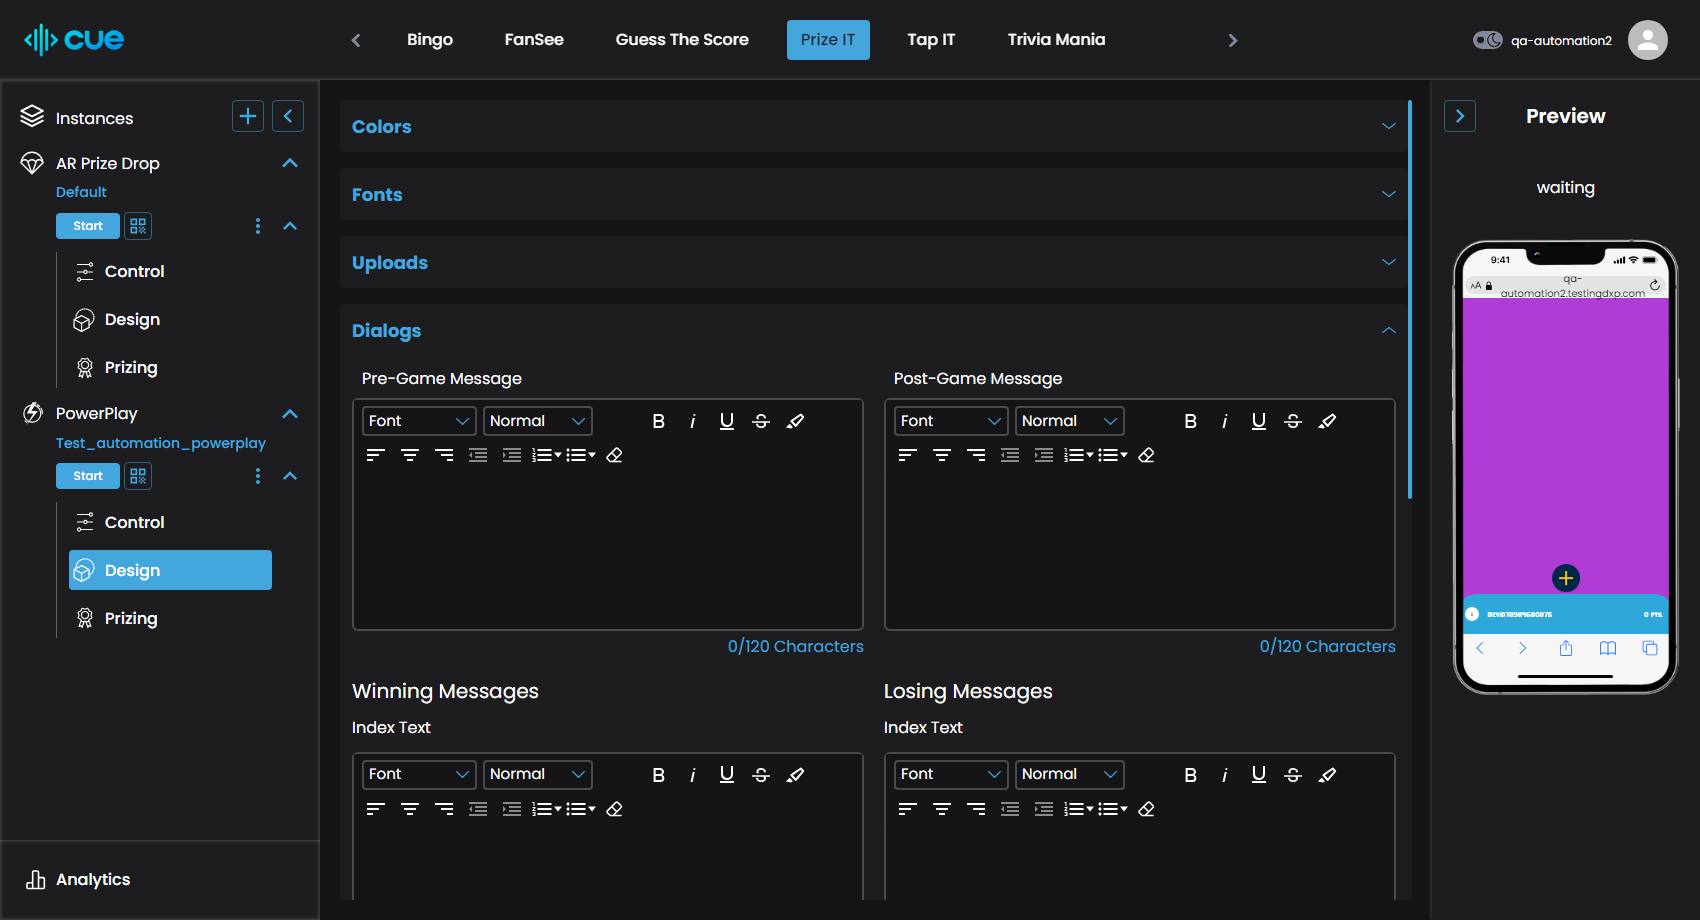 cue
Bingo
FanSee
Guess The Score
Prize IT
Tap IT
Trivia Mania
qa-automation2
Instances
AR Prize Drop
Default
Start
Control
Design
Prizing
PowerPlay
Test_automation_powerplay
Start
Control
Design
Prizing
Analytics
Colors
Fonts
Uploads
Dialogs
Pre-Game Message
Font
Normal
B i U S
0/120 Characters
Post-Game Message
Font
Normal
B i U S
0/120 Characters
Winning Messages
Index Text
Font
Normal
B i U S
Losing Messages
Index Text
Font
Normal
B i U S
Preview
waiting
9:41
AA
qa-
automation2.testingdxp.com
0 PTS.